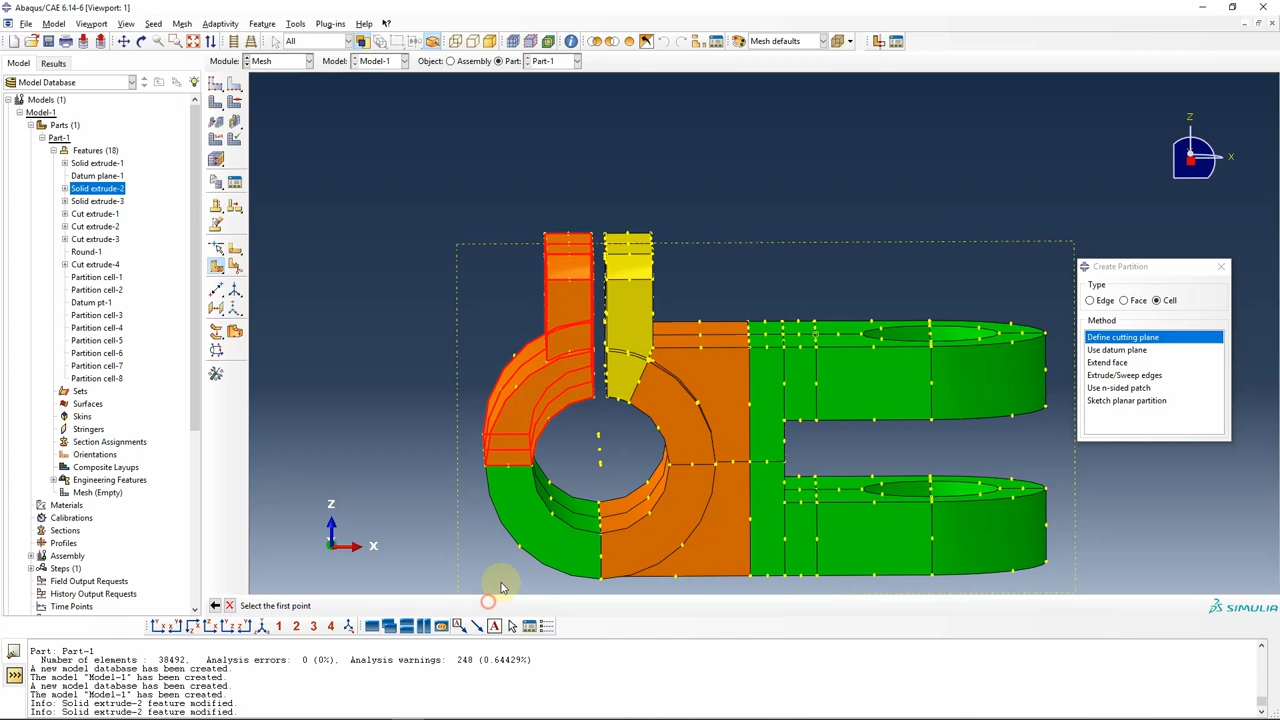 Abaqus/CAE 6.14-6 [Viewport: 1]
File Model Viewport View Seed Mesh Adaptivity Feature Tools Plug-ins Help
All Mesh defaults
Model Results Module: Mesh Model: Model-1 Object: Assembly Part: Part-1
Model Database
Models (1)
Model-1
Parts (1)
Part-1
Features (18)
Solid extrude-1
Datum plane-1
Solid extrude-2
Solid extrude-3
Cut extrude-1
Cut extrude-2
Cut extrude-3
Round-1
Cut extrude-4
Partition cell-1
Partition cell-2
Datum pt-1
Partition cell-3
Partition cell-4
Partition cell-5
Partition cell-6
Partition cell-7
Partition cell-8
Sets
Surfaces
Skins
Stringers
Section Assignments
Orientations
Composite Layups
Engineering Features
Mesh (Empty)
Materials
Calibrations
Sections
Profiles
Assembly
Steps (1)
Field Output Requests
History Output Requests
Time Points
Z
X
Z
X
Create Partition
Type
Edge Face Cell
Method
Define cutting plane
Use datum plane
Extend face
Extrude/Sweep edges
Use n-sided patch
Sketch planar partition
Select the first point
SIMULIA
1 2 3 4
Part: Part-1
Number of elements : 38492, Analysis errors: 0 (0%), Analysis warnings: 248 (0.64429%)
A new model database has been created.
The model "Model-1" has been created.
A new model database has been created.
The model "Model-1" has been created.
Info: Solid extrude-2 feature modified.
Info: Solid extrude-2 feature modified.